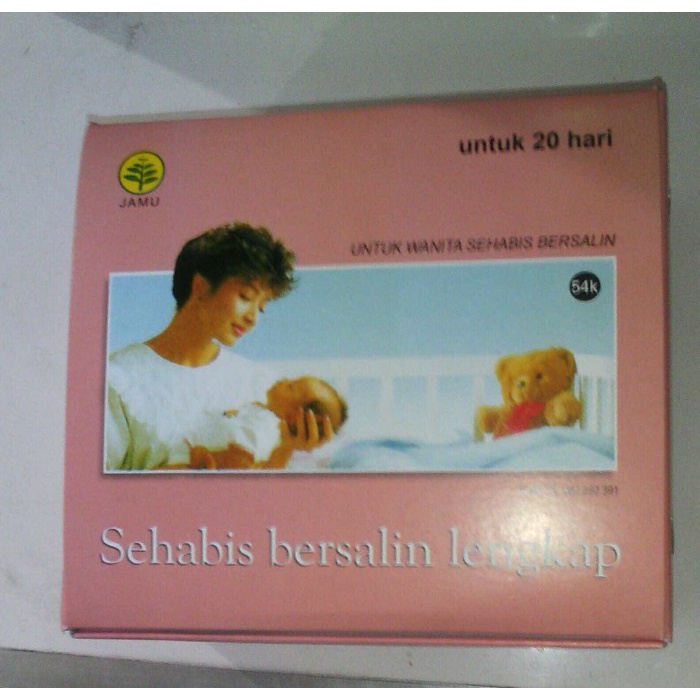 untuk 20 hari
JAMU
UNTUK WANITA SEHABIS BERSALIN
54k
Sehabis bersalin lengkap